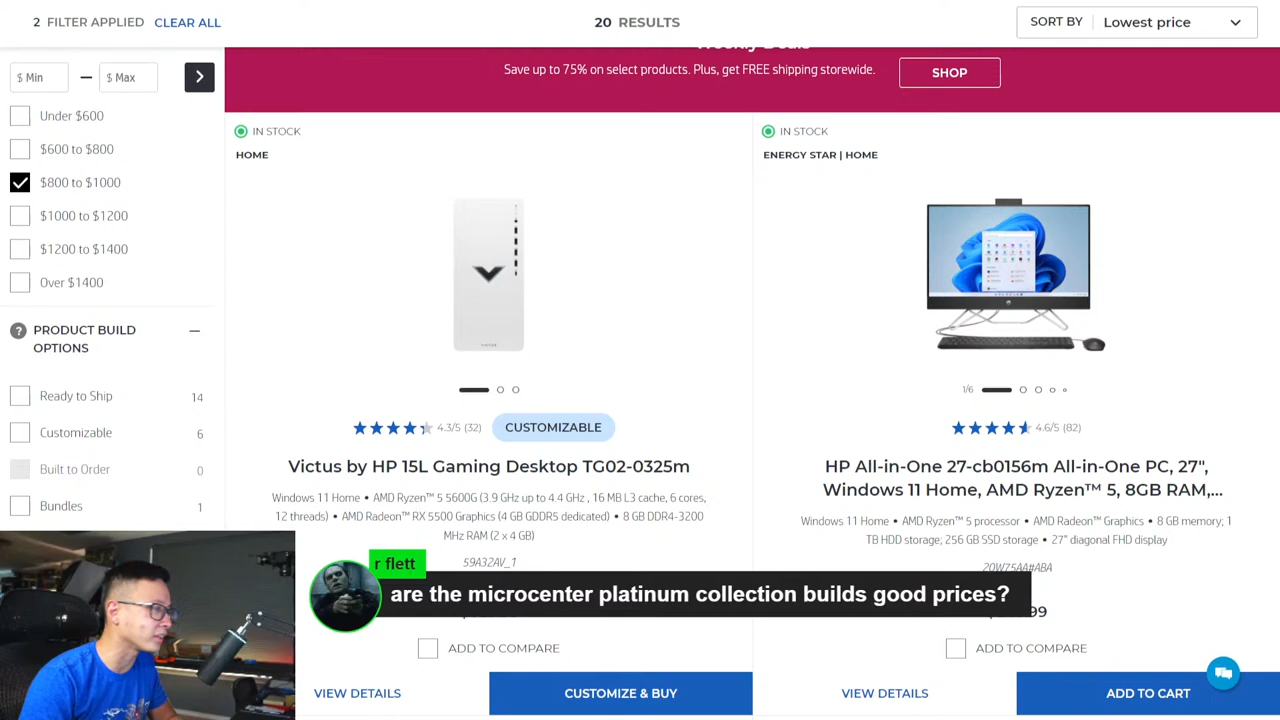 2 FILTER APPLIED CLEAR ALL
20 RESULTS
SORT BY Lowest price
$ Min — $ Max
Under $600
$600 to $800
$800 to $1000
$1000 to $1200
$1200 to $1400
Over $1400
? PRODUCT BUILD
OPTIONS
Ready to Ship 14
Customizable 6
Built to Order 0
Bundles 1
Weekly Deals
Save up to 75% on select products. Plus, get FREE shipping storewide.
SHOP
IN STOCK
HOME
4.3/5 (32) CUSTOMIZABLE
Victus by HP 15L Gaming Desktop TG02-0325m
Windows 11 Home • AMD Ryzen™ 5 5600G (3.9 GHz up to 4.4 GHz , 16 MB L3 cache, 6 cores,
12 threads) • AMD Radeon™ RX 5500 Graphics (4 GB GDDR5 dedicated) • 8 GB DDR4-3200
MHz RAM (2 x 4 GB)
59A32AV_1
ADD TO COMPARE
VIEW DETAILS
CUSTOMIZE & BUY
IN STOCK
ENERGY STAR | HOME
1/6
4.6/5 (82)
HP All-in-One 27-cb0156m All-in-One PC, 27",
Windows 11 Home, AMD Ryzen™ 5, 8GB RAM,...
Windows 11 Home • AMD Ryzen™ 5 processor • AMD Radeon™ Graphics • 8 GB memory; 1
TB HDD storage; 256 GB SSD storage • 27" diagonal FHD display
20W75AA#ABA
99
ADD TO COMPARE
VIEW DETAILS
ADD TO CART
r flett
are the microcenter platinum collection builds good prices?